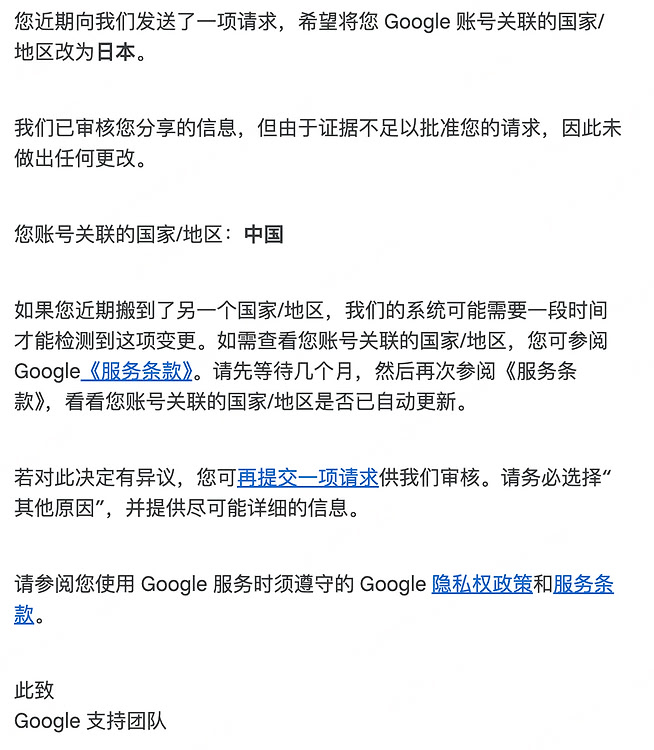 您近期向我们发送了一项请求，希望将您 Google 账号关联的国家/
地区改为日本。
我们已审核您分享的信息，但由于证据不足以批准您的请求，因此未
做出任何更改。
您账号关联的国家/地区：中国
如果您近期搬到了另一个国家/地区，我们的系统可能需要一段时间
才能检测到这项变更。如需查看您账号关联的国家/地区，您可参阅
Google《服务条款》。请先等待几个月，然后再次参阅《服务条
款》，看看您账号关联的国家/地区是否已自动更新。
若对此决定有异议，您可再提交一项请求供我们审核。请务必选择“
其他原因”，并提供尽可能详细的信息。
请参阅您使用 Google 服务时须遵守的 Google 隐私权政策和服务条
款。
此致
Google 支持团队